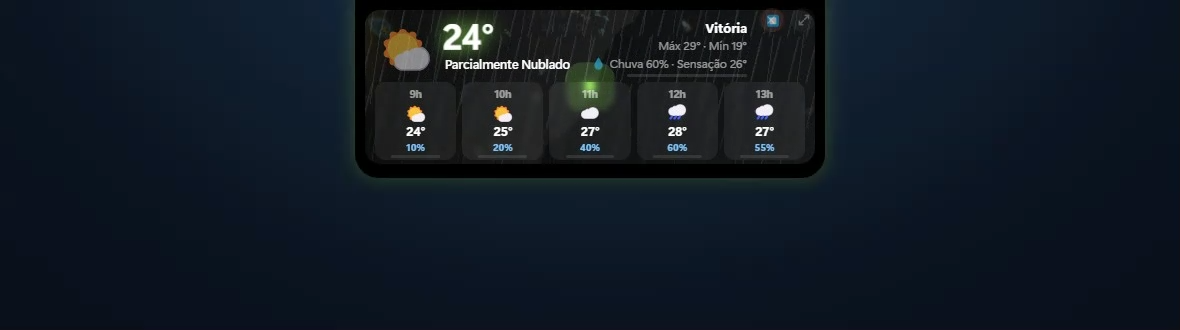 24°
Parcialmente Nublado
Vitória
Máx 29° · Mín 19°
Chuva 60% · Sensação 26°
9h
24°
10%
10h
25°
20%
11h
27°
40%
12h
28°
60%
13h
27°
55%